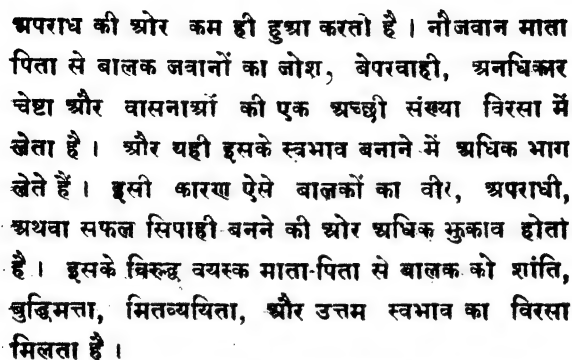 अपराध की ओर कम ही हुआ करतो है । नौजवान माता
पिता से बालक जवानों का जोश, बेपरवाही, अनधिकार
चेष्टा और वासनाओं की एक अच्छी संख्या विरसा में
लेता है । और यही इसके स्वभाव बनाने में अधिक भाग
लेते हैं । इसी कारण ऐसे बालकों का वीर, अपराधी,
अथवा सफल सिपाही बनने की ओर अधिक झुकाव होता
है । इसके विरुद्ध वयस्क माता-पिता से बालक को शांति,
बुद्धिमत्ता, मितव्ययिता, और उत्तम स्वभाव का विरसा
मिलता है ।